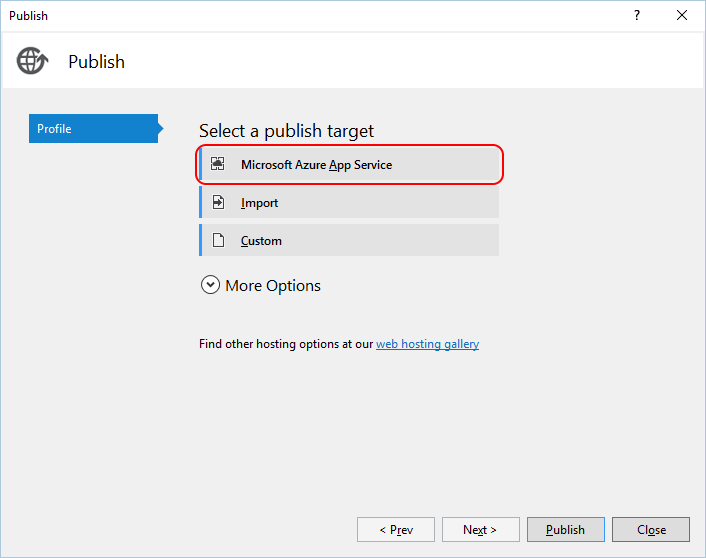 Publish
?
Publish
Profile
Select a publish target
Microsoft Azure App Service
Import
Custom
More Options
Find other hosting options at our web hosting gallery
< Prev
Next >
Publish
Close